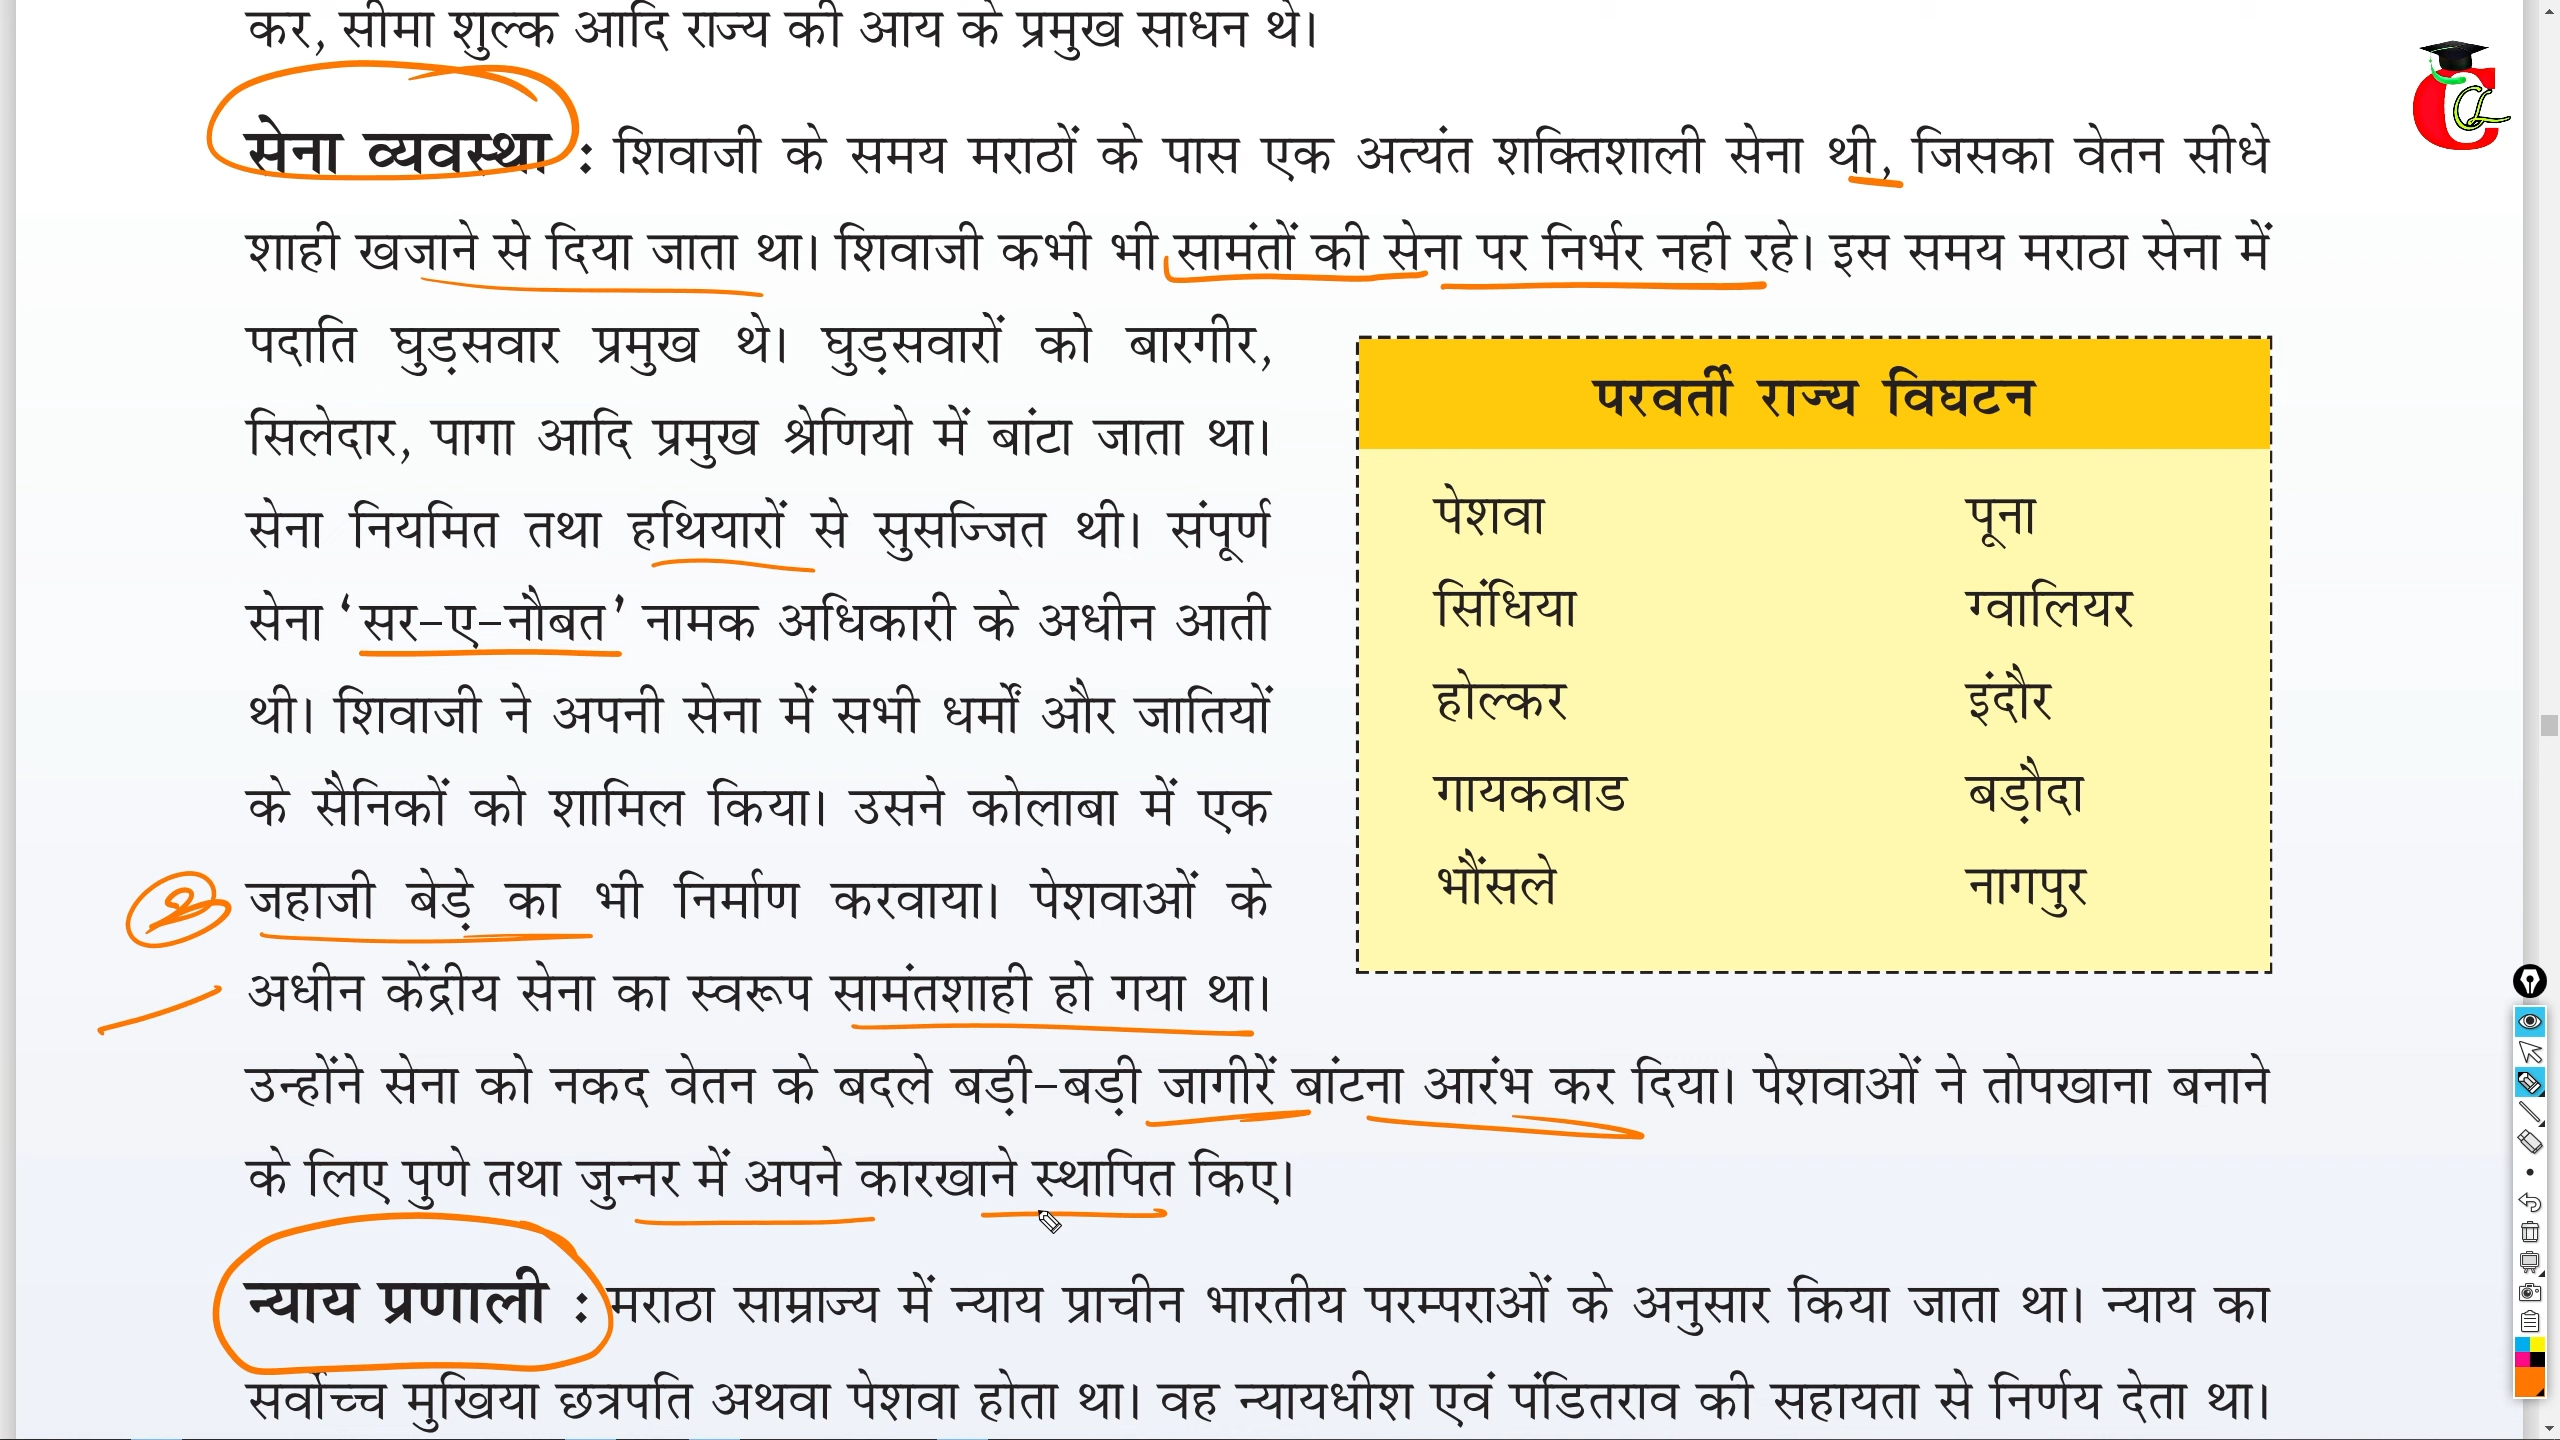 कर, सीमा शुल्क आदि राज्य की आय के प्रमुख साधन थे।
सेना व्यवस्था : शिवाजी के समय मराठों के पास एक अत्यंत शक्तिशाली सेना थी, जिसका वेतन सीधे
शाही खजाने से दिया जाता था। शिवाजी कभी भी सामंतों की सेना पर निर्भर नही रहे। इस समय मराठा सेना में
पदाति घुड़सवार प्रमुख थे। घुड़सवारों को बारगीर,
सिलेदार, पागा आदि प्रमुख श्रेणियो में बांटा जाता था।
सेना नियमित तथा हथियारों से सुसज्जित थी। संपूर्ण
सेना ‘सर-ए-नौबत’ नामक अधिकारी के अधीन आती
थी। शिवाजी ने अपनी सेना में सभी धर्मों और जातियों
के सैनिकों को शामिल किया। उसने कोलाबा में एक
जहाजी बेड़े का भी निर्माण करवाया। पेशवाओं के
अधीन केंद्रीय सेना का स्वरूप सामंतशाही हो गया था।
परवर्ती राज्य विघटन
पेशवा पूना
सिंधिया ग्वालियर
होल्कर इंदौर
गायकवाड बड़ौदा
भौंसले नागपुर
उन्होंने सेना को नकद वेतन के बदले बड़ी-बड़ी जागीरें बांटना आरंभ कर दिया। पेशवाओं ने तोपखाना बनाने
के लिए पुणे तथा जुन्नर में अपने कारखाने स्थापित किए।
न्याय प्रणाली : मराठा साम्राज्य में न्याय प्राचीन भारतीय परम्पराओं के अनुसार किया जाता था। न्याय का
सर्वोच्च मुखिया छत्रपति अथवा पेशवा होता था। वह न्यायधीश एवं पंडितराव की सहायता से निर्णय देता था।